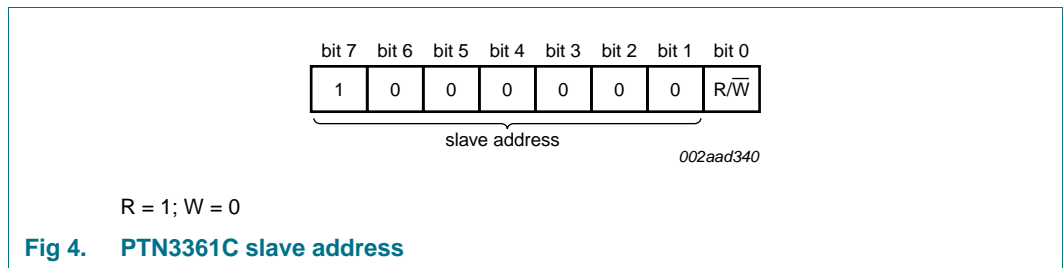 bit 7 bit 6 bit 5 bit 4 bit 3 bit 2 bit 1 bit 0
1 0 0 0 0 0 0 R/W̅
slave address
002aad340
R = 1; W = 0
Fig 4. PTN3361C slave address